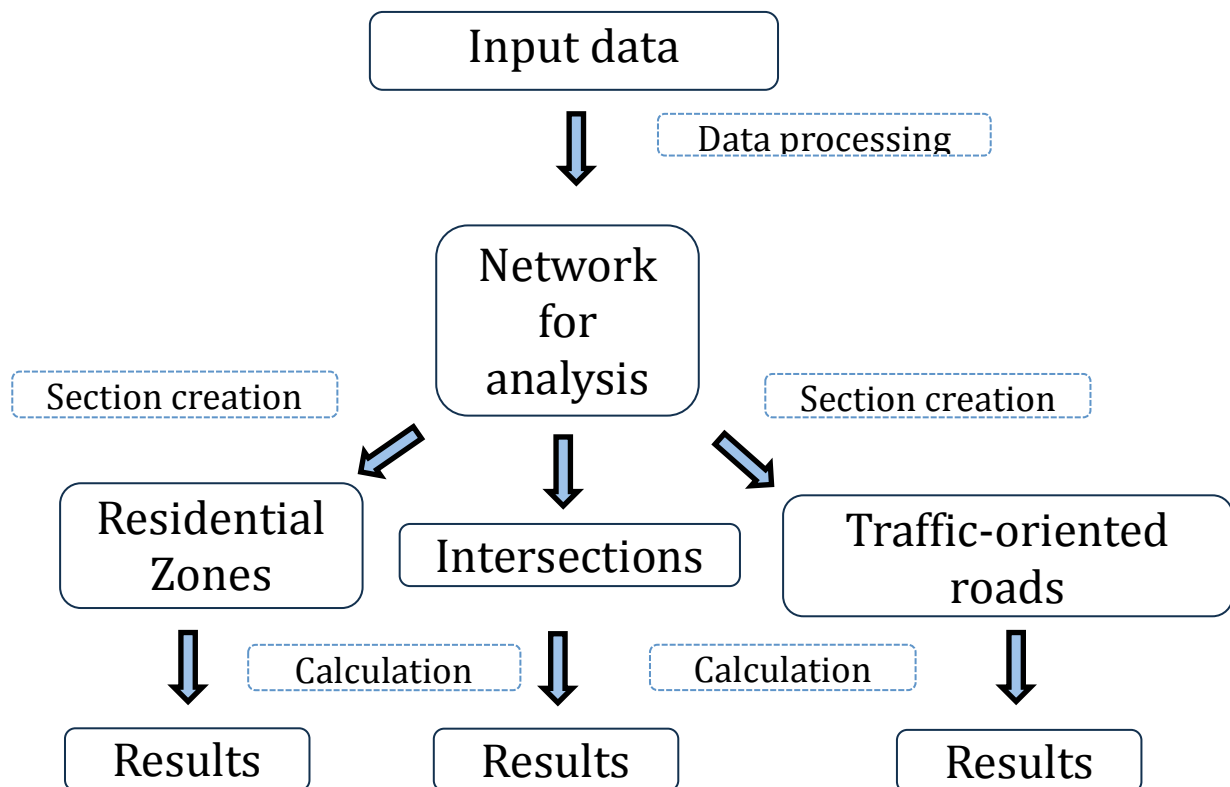 Input data
Data processing
Network
for
analysis
Section creation
Section creation
Residential
Zones
Intersections
Traffic-oriented
roads
Calculation
Calculation
Results
Results
Results